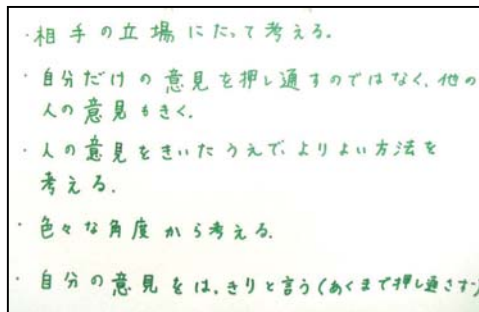 ・相手の立場にたって考える。
・自分だけの意見を押し通すのではなく、他の
人の意見もきく。
・人の意見をきいたうえで、よりよい方法を
考える。
・色々な角度から考える。
・自分の意見をはっきりと言う(あくまで押し通さず)